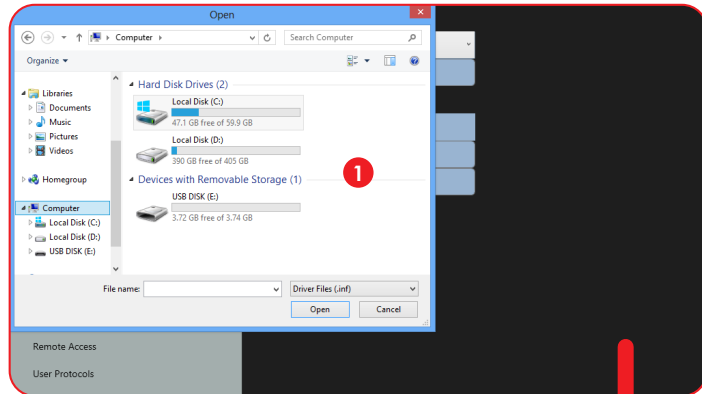 Open
Computer
Search Computer
Organize
Libraries
Documents
Music
Pictures
Videos
Homegroup
Computer
Local Disk (C:)
Local Disk (D:)
USB DISK (E:)
Hard Disk Drives (2)
Local Disk (C:)
47.1 GB free of 59.9 GB
Local Disk (D:)
390 GB free of 405 GB
Devices with Removable Storage (1)
USB DISK (E:)
3.72 GB free of 3.74 GB
1
File name:
Driver Files (.inf)
Open
Cancel
Remote Access
User Protocols